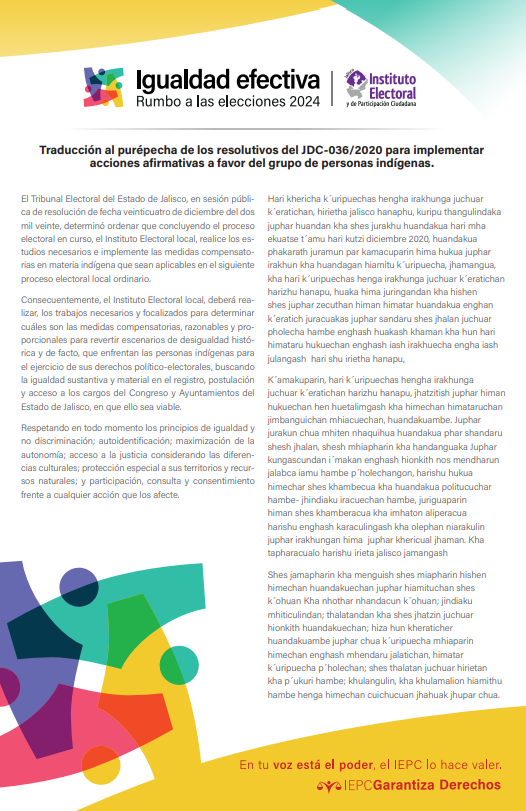 Igualdad efectiva
Rumbo a las elecciones 2024
Instituto
Electoral
y de Participación Ciudadana
Traducción al purépecha de los resolutivos del JDC-036/2020 para implementar
acciones afirmativas a favor del grupo de personas indígenas.
El Tribunal Electoral del Estado de Jalisco, en sesión públi-
ca de resolución de fecha veinticuatro de diciembre del dos
mil veinte, determinó ordenar que concluyendo el proceso
electoral en curso, el Instituto Electoral local, realice los es-
tudios necesarios e implemente las medidas compensato-
rias en materia indígena que sean aplicables en el siguiente
proceso electoral local ordinario.
Consecuentemente, el Instituto Electoral local, deberá rea-
lizar, los trabajos necesarios y focalizados para determinar
cuáles son las medidas compensatorias, razonables y pro-
porcionales para revertir escenarios de desigualdad histó-
rica y de facto, que enfrentan las personas indígenas para
el ejercicio de sus derechos político-electorales, buscando
la igualdad sustantiva y material en el registro, postulación
y acceso a los cargos del Congreso y Ayuntamientos del
Estado de Jalisco, en que ello sea viable.
Respetando en todo momento los principios de igualdad y
no discriminación; autoidentificación; maximización de la
autonomía; acceso a la justicia considerando las diferen-
cias culturales; protección especial a sus territorios y recur-
sos naturales; y participación, consulta y consentimiento
frente a cualquier acción que los afecte.
Hari khericha k´uripuechas hengha irakhunga juchuar
k´eratichan, hirietha jalisco hanaphu, kuripu thangulindaka
juphar huandan kha shes jurakhu huandakua hari mha
ekuatse t´amu hari kutzi diciembre 2020, huandakua
phakarath juramun par kamacuparin hima hukua juphar
irakhun kha huandagan hiamitu k´uripuecha, jhamangua,
kha hari k´uripuechas henga irakhunga juchuar k´eratichan
harizhu hanapu, huaka hima juringandan kha hishen
shes juphar zecuthan himan himatar huandakua enghan
k´eratich juracuakas juphar sandaru shes jhalan juchuar
pholecha hambe enghash huakash khaman kha hun hari
himataru hukuechan enghash iash irakhuecha engha iash
julangash hari shu irietha hanapu,
K´amakuparin, hari k´uripuechas hengha irakhunga
juchuar k´eratichan harizhu hanapu, jhatzitish juphar himan
hukuechan hen huetalimgash kha himechan himataruchan
jimbanguichan mhiacuechan, huandakuambe. Juphar
jurakun chua mhiten nhaquihua huandakua phar shandaru
shesh jhalan, shesh mhiapharin kha handanguaka Juphar
kungascundan i´makan enghash hionkith nos mendharun
jalabca iamu hambe p´holechangon, harishu hukua
himechar shes khambecua kha huandakua politucuchar
hambe- jhindiaku iracuechan hambe, juriguaparin
himan shes khamberacua kha imhaton aliperacua
harishu enghash karaculingash kha olephan niarakulin
juphar irakhungan hima juphar khericual jhaman. Kha
tapharacualo harishu irieta jalisco jamangash
Shes jamapharin kha menguish shes miapharin hishen
himechan huandakuechan juphar hiamituchan shes
k´ohuan Kha nhothar nhandacun k´ohuan; jindiaku
mhiticulindan; thalatandan kha shes jhatzin juchuar
hionkith huandakuechan; hiza hun kheraticher
huandakuambe juphar chua k´uripuecha mhiaparin
himechan enghash mhendaru jalatichan, himatar
k´uripuecha p´holechan; shes thalatan juchuar hirietan
kha p´ukuri hambe; khulangulin, kha khulamalion hiamithu
hambe henga himechan cuichucuan jhahuak jhupar chua.
En tu voz está el poder, el IEPC lo hace valer.
IEPCGarantiza Derechos